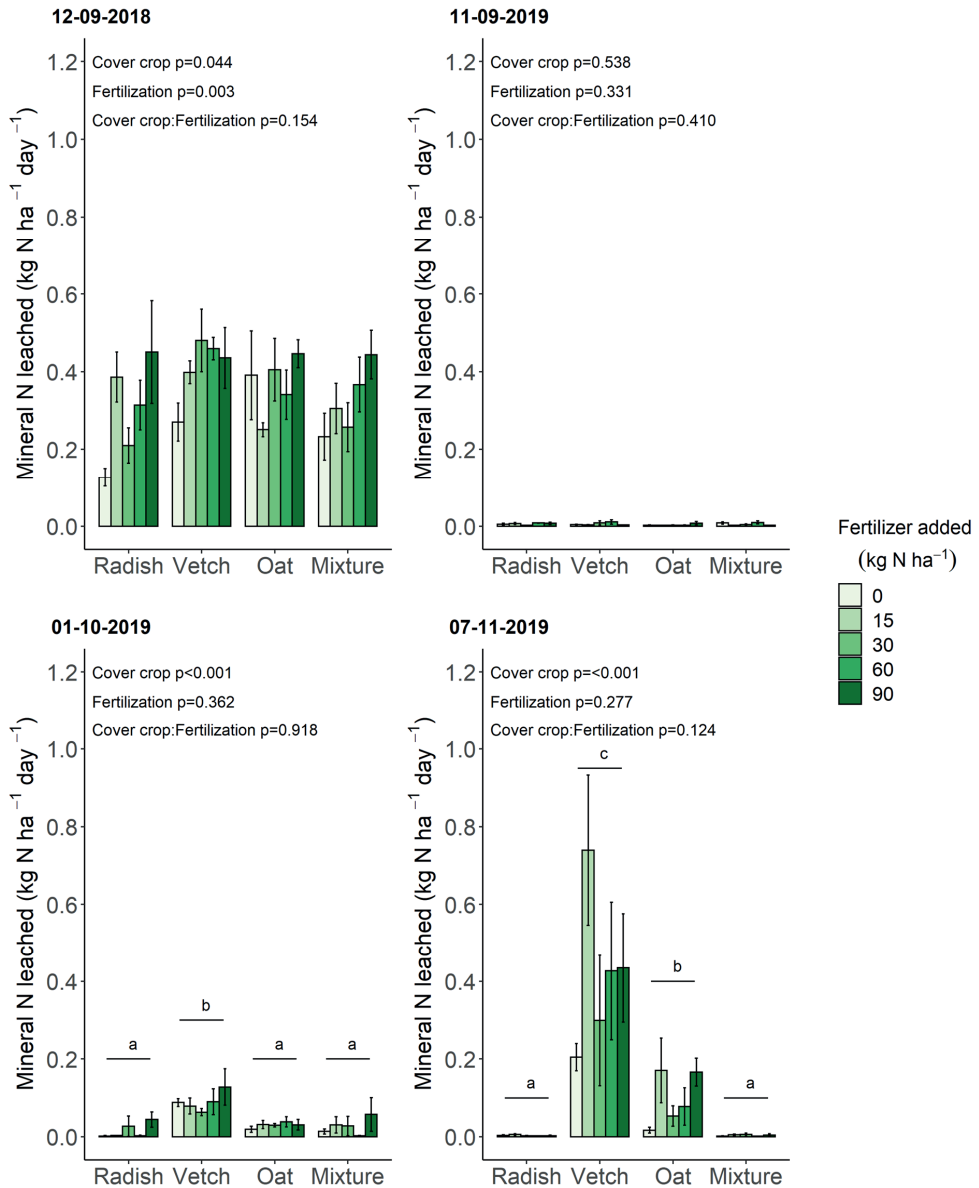 12-09-2018
Cover crop p=0.044
Fertilization p=0.003
Cover crop:Fertilization p=0.154
Mineral N leached (kg N ha⁻¹ day⁻¹)
1.2
1.0
0.8
0.6
0.4
0.2
0.0
Radish Vetch Oat Mixture
11-09-2019
Cover crop p=0.538
Fertilization p=0.331
Cover crop:Fertilization p=0.410
Mineral N leached (kg N ha⁻¹ day⁻¹)
1.2
1.0
0.8
0.6
0.4
0.2
0.0
Radish Vetch Oat Mixture
Fertilizer added
(kg N ha⁻¹)
0
15
30
60
90
01-10-2019
Cover crop p<0.001
Fertilization p=0.362
Cover crop:Fertilization p=0.918
Mineral N leached (kg N ha⁻¹ day⁻¹)
1.2
1.0
0.8
0.6
0.4
0.2
0.0
a b a a
Radish Vetch Oat Mixture
07-11-2019
Cover crop p=<0.001
Fertilization p=0.277
Cover crop:Fertilization p=0.124
Mineral N leached (kg N ha⁻¹ day⁻¹)
1.2
1.0
0.8
0.6
0.4
0.2
0.0
a c b a
Radish Vetch Oat Mixture